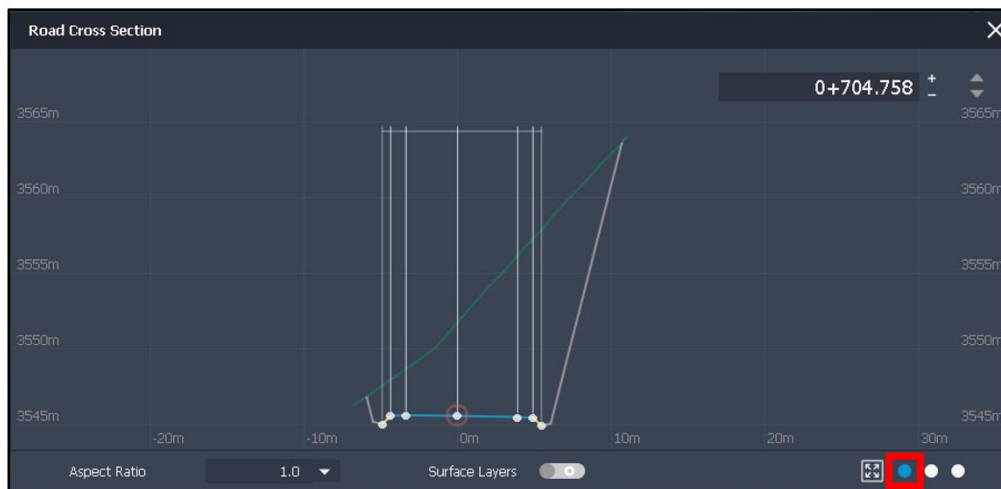 Road Cross Section
0+704.758
3565m 3565m
3560m 3560m
3555m 3555m
3550m 3550m
3545m 3545m
-20m -10m 0m 10m 20m 30m
Aspect Ratio 1.0 Surface Layers